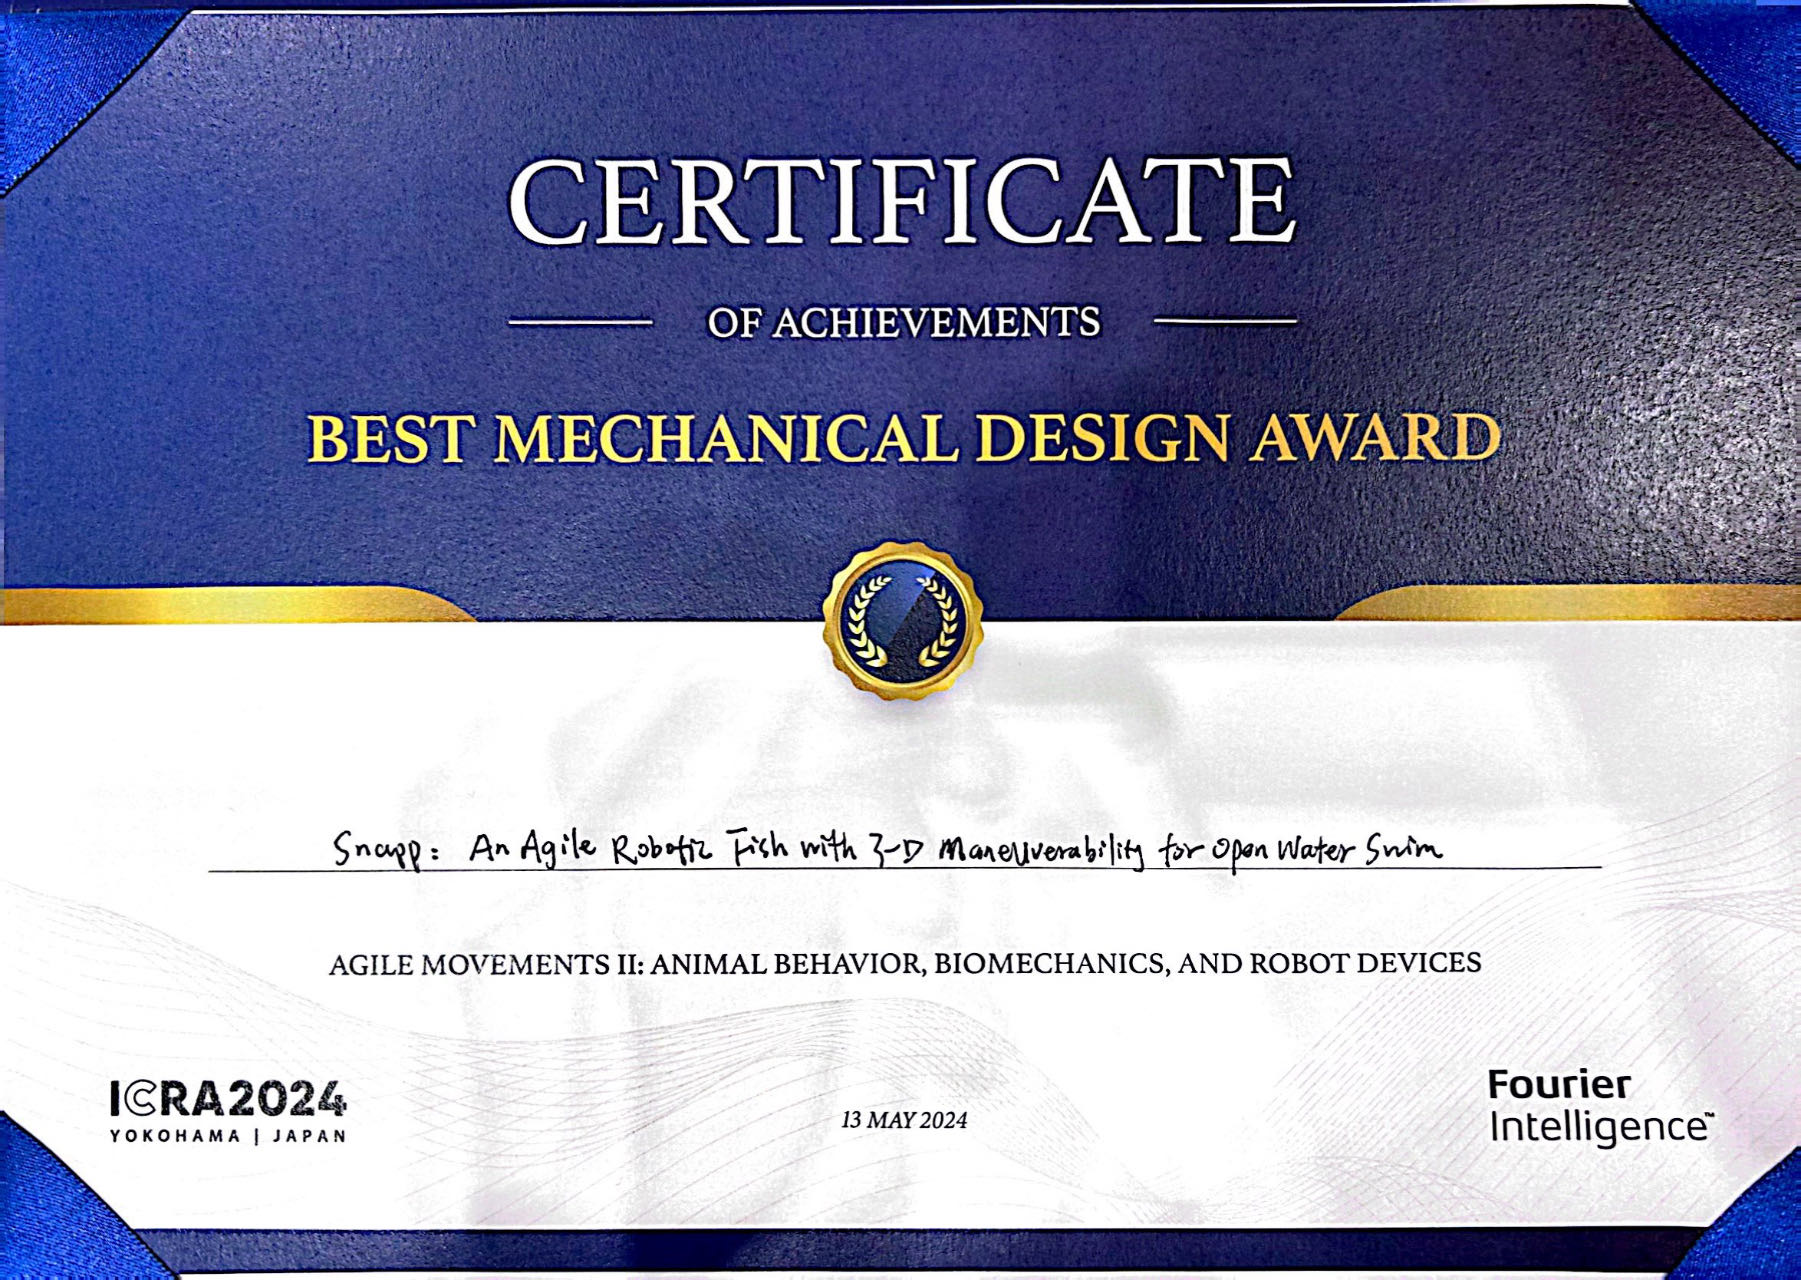 CERTIFICATE
OF ACHIEVEMENTS
BEST MECHANICAL DESIGN AWARD
Snapp: An Agile Robotic Fish with 3-D Maneuverability for Open Water Swim
AGILE MOVEMENTS II: ANIMAL BEHAVIOR, BIOMECHANICS, AND ROBOT DEVICES
ICRA2024
YOKOHAMA | JAPAN
13 MAY 2024
Fourier
Intelligence™